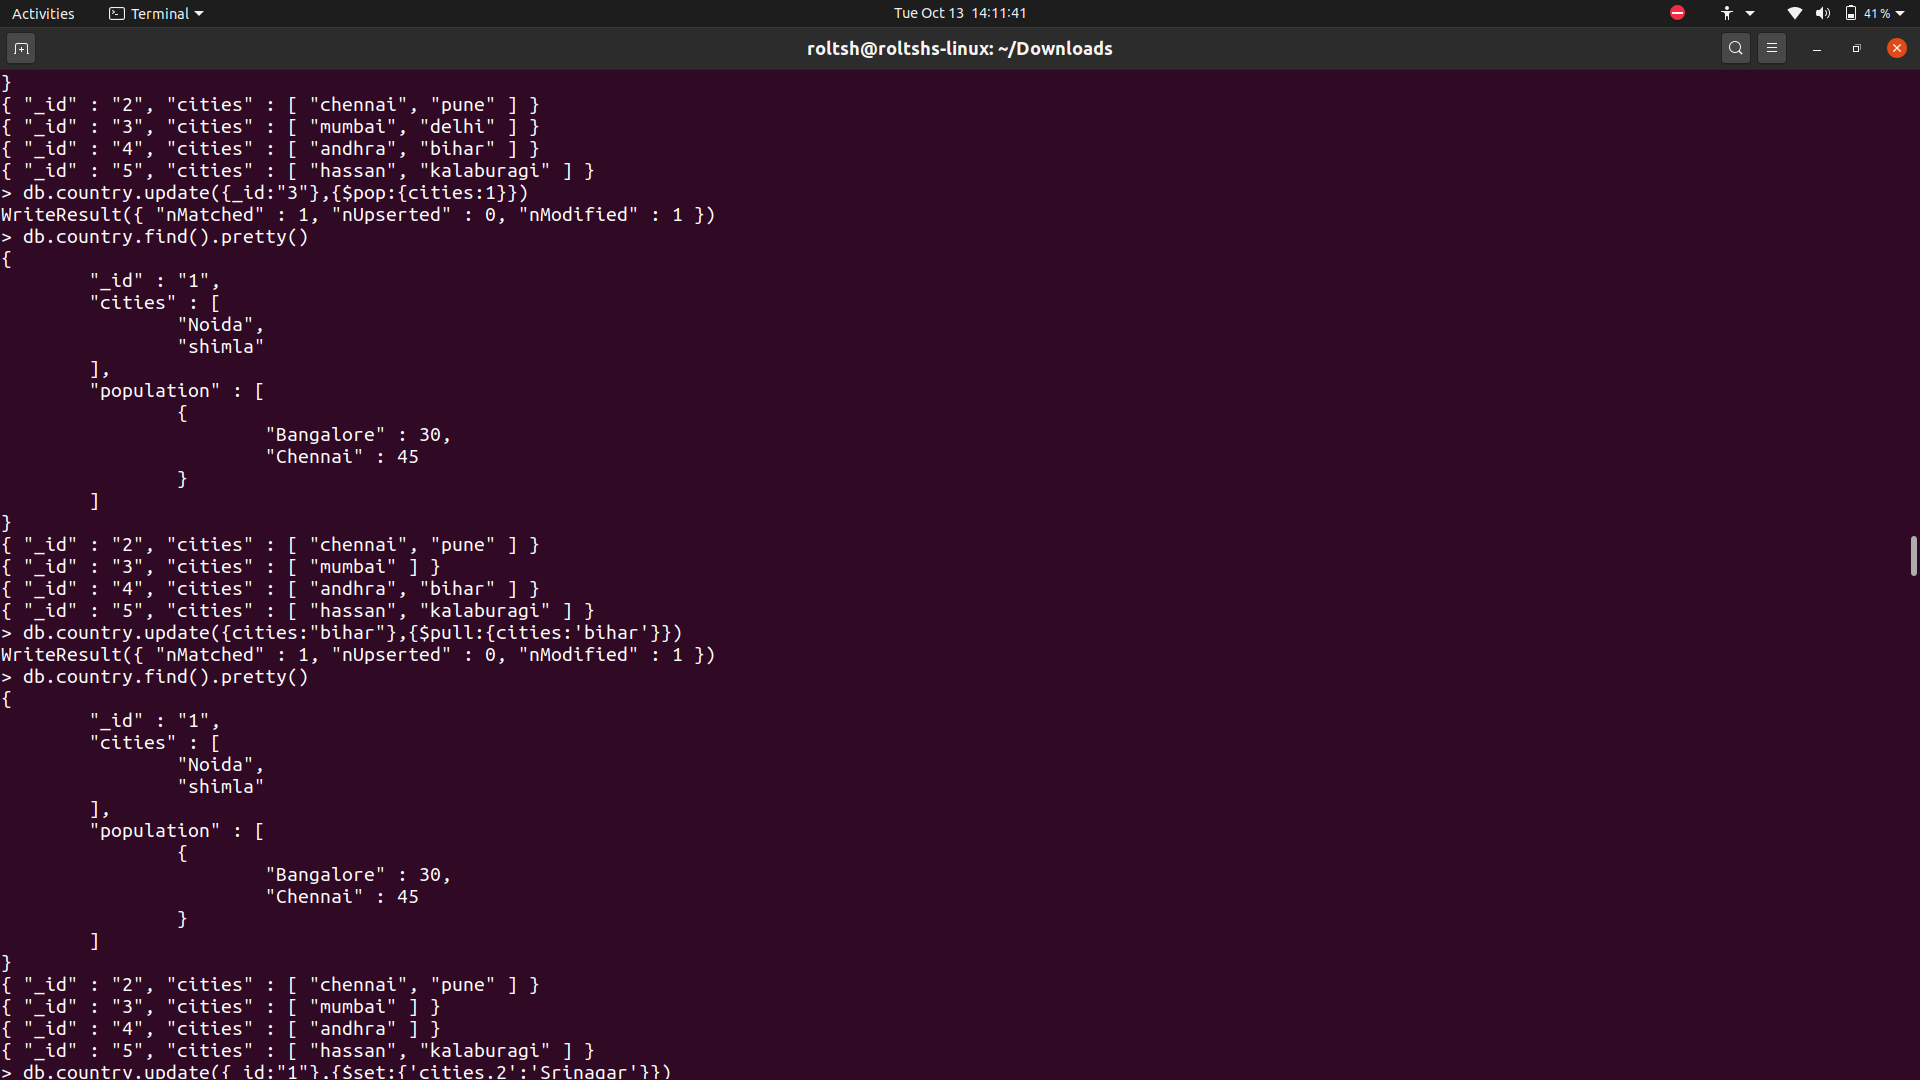 Activities Terminal Tue Oct 13 14:11:41 41%
roltsh@roltshs-linux: ~/Downloads
}
{ "_id" : "2", "cities" : [ "chennai", "pune" ] }
{ "_id" : "3", "cities" : [ "mumbai", "delhi" ] }
{ "_id" : "4", "cities" : [ "andhra", "bihar" ] }
{ "_id" : "5", "cities" : [ "hassan", "kalaburagi" ] }
> db.country.update({_id:"3"},{$pop:{cities:1}})
WriteResult({ "nMatched" : 1, "nUpserted" : 0, "nModified" : 1 })
> db.country.find().pretty()
{
"_id" : "1",
"cities" : [
"Noida",
"shimla"
],
"population" : [
{
"Bangalore" : 30,
"Chennai" : 45
}
]
}
{ "_id" : "2", "cities" : [ "chennai", "pune" ] }
{ "_id" : "3", "cities" : [ "mumbai" ] }
{ "_id" : "4", "cities" : [ "andhra", "bihar" ] }
{ "_id" : "5", "cities" : [ "hassan", "kalaburagi" ] }
> db.country.update({cities:"bihar"},{$pull:{cities:'bihar'}})
WriteResult({ "nMatched" : 1, "nUpserted" : 0, "nModified" : 1 })
> db.country.find().pretty()
{
"_id" : "1",
"cities" : [
"Noida",
"shimla"
],
"population" : [
{
"Bangalore" : 30,
"Chennai" : 45
}
]
}
{ "_id" : "2", "cities" : [ "chennai", "pune" ] }
{ "_id" : "3", "cities" : [ "mumbai" ] }
{ "_id" : "4", "cities" : [ "andhra" ] }
{ "_id" : "5", "cities" : [ "hassan", "kalaburagi" ] }
> db.country.update({_id:"1"},{$set:{'cities.2':'Srinagar'}})